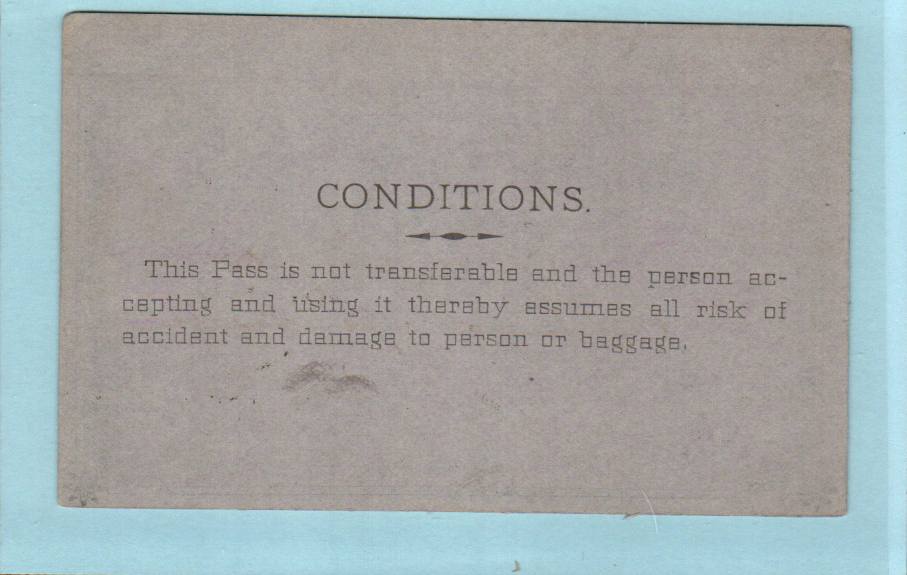 CONDITIONS.
This Pass is not transferable and the person ac-
cepting and using it thereby assumes all risk of
accident and damage to person or baggage.